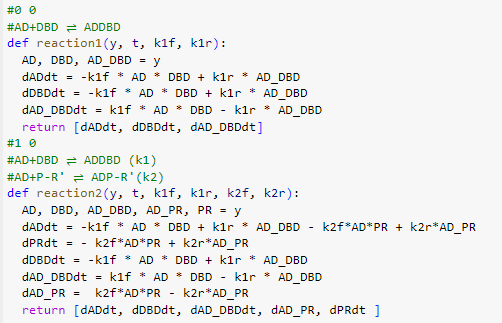 #0 0
#AD+DBD ⇌ ADDBD
def reaction1(y, t, k1f, k1r):
  AD, DBD, AD_DBD = y
  dADdt = -k1f * AD * DBD + k1r * AD_DBD
  dDBDdt = -k1f * AD * DBD + k1r * AD_DBD
  dAD_DBDdt = k1f * AD * DBD - k1r * AD_DBD
  return [dADdt, dDBDdt, dAD_DBDdt]
#1 0
#AD+DBD ⇌ ADDBD (k1)
#AD+P-R' ⇌ ADP-R'(k2)
def reaction2(y, t, k1f, k1r, k2f, k2r):
  AD, DBD, AD_DBD, AD_PR, PR = y
  dADdt = -k1f * AD * DBD + k1r * AD_DBD - k2f*AD*PR + k2r*AD_PR
  dPRdt = - k2f*AD*PR + k2r*AD_PR
  dDBDdt = -k1f * AD * DBD + k1r * AD_DBD
  dAD_DBDdt = k1f * AD * DBD - k1r * AD_DBD
  dAD_PR =  k2f*AD*PR - k2r*AD_PR
  return [dADdt, dDBDdt, dAD_DBDdt, dAD_PR, dPRdt ]